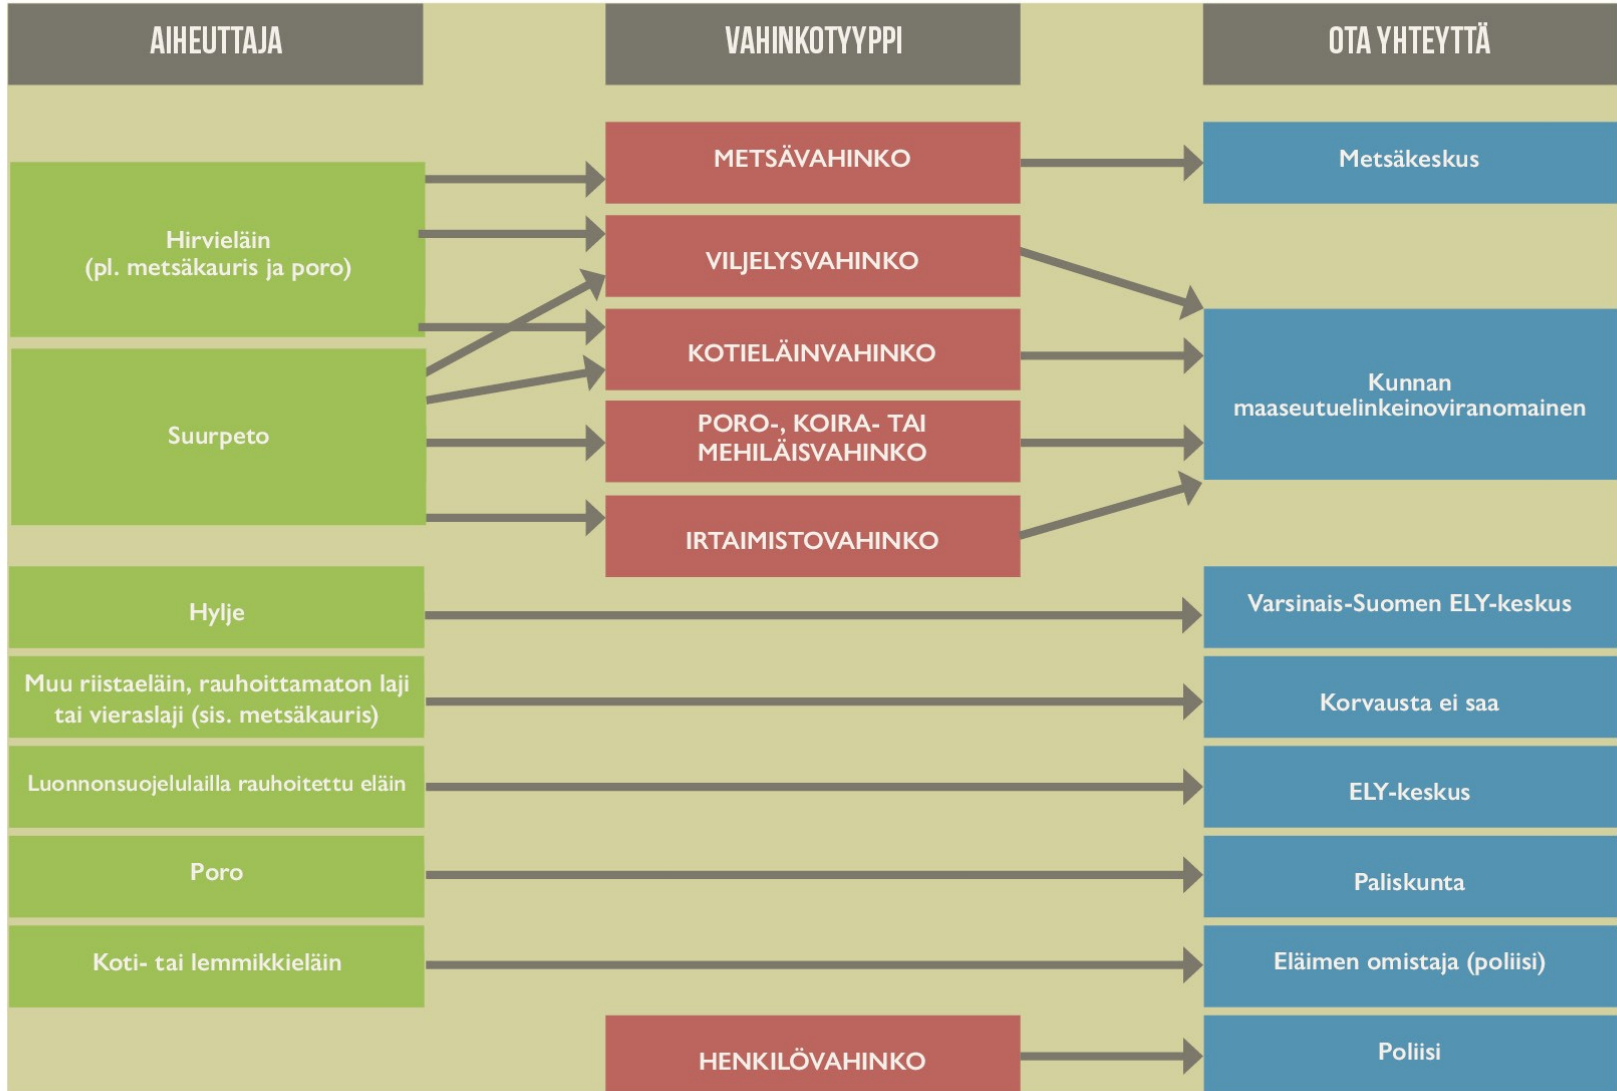 AIHEUTTAJA
VAHINKOTYYPPI
OTA YHTEYTTÄ
Hirvieläin
(pl. metsäkauris ja poro)
Suurpeto
METSÄVAHINKO
VILJELYSVAHINKO
KOTIELÄINVAHINKO
PORO-, KOIRA- TAI
MEHILÄISVAHINKO
IRTAIMISTOVAHINKO
Metsäkeskus
Kunnan
maaseutuelinkeinoviranomainen
Hylje
Varsinais-Suomen ELY-keskus
Muu riistaeläin, rauhoittamaton laji
tai vieraslaji (sis. metsäkauris)
Korvausta ei saa
Luonnonsuojelulailla rauhoitettu eläin
ELY-keskus
Poro
Paliskunta
Koti- tai lemmikkieläin
Eläimen omistaja (poliisi)
HENKILÖVAHINKO
Poliisi